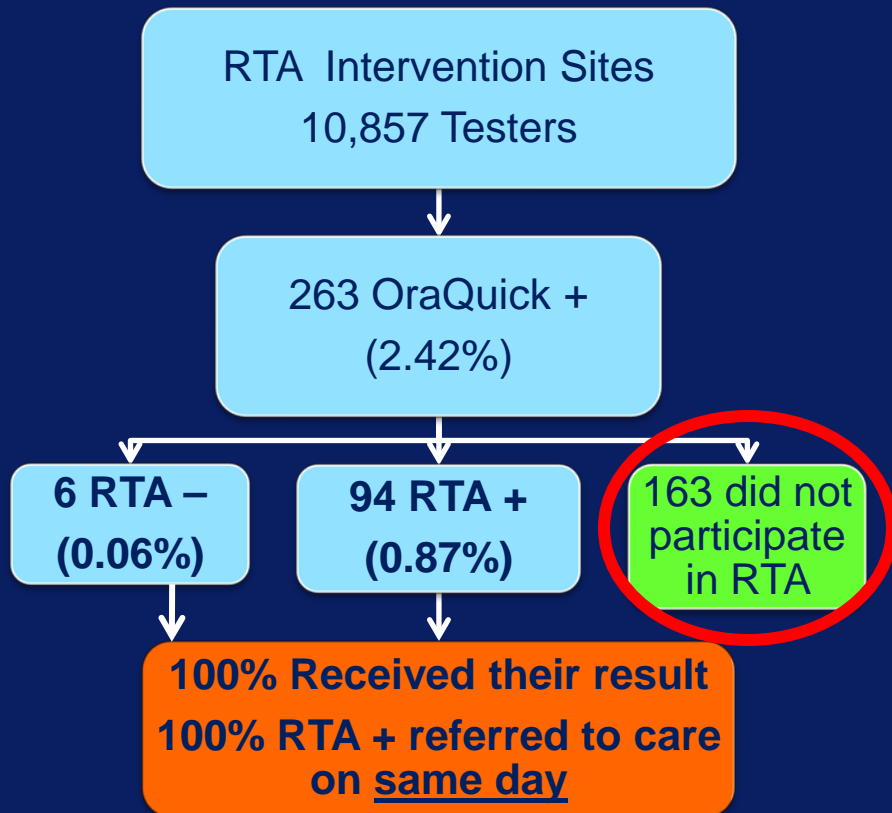 RTA Intervention Sites
10,857 Testers
263 OraQuick +
(2.42%)
6 RTA –
(0.06%)
94 RTA +
(0.87%)
163 did not
participate
in RTA
100% Received their result
100% RTA + referred to care
on same day